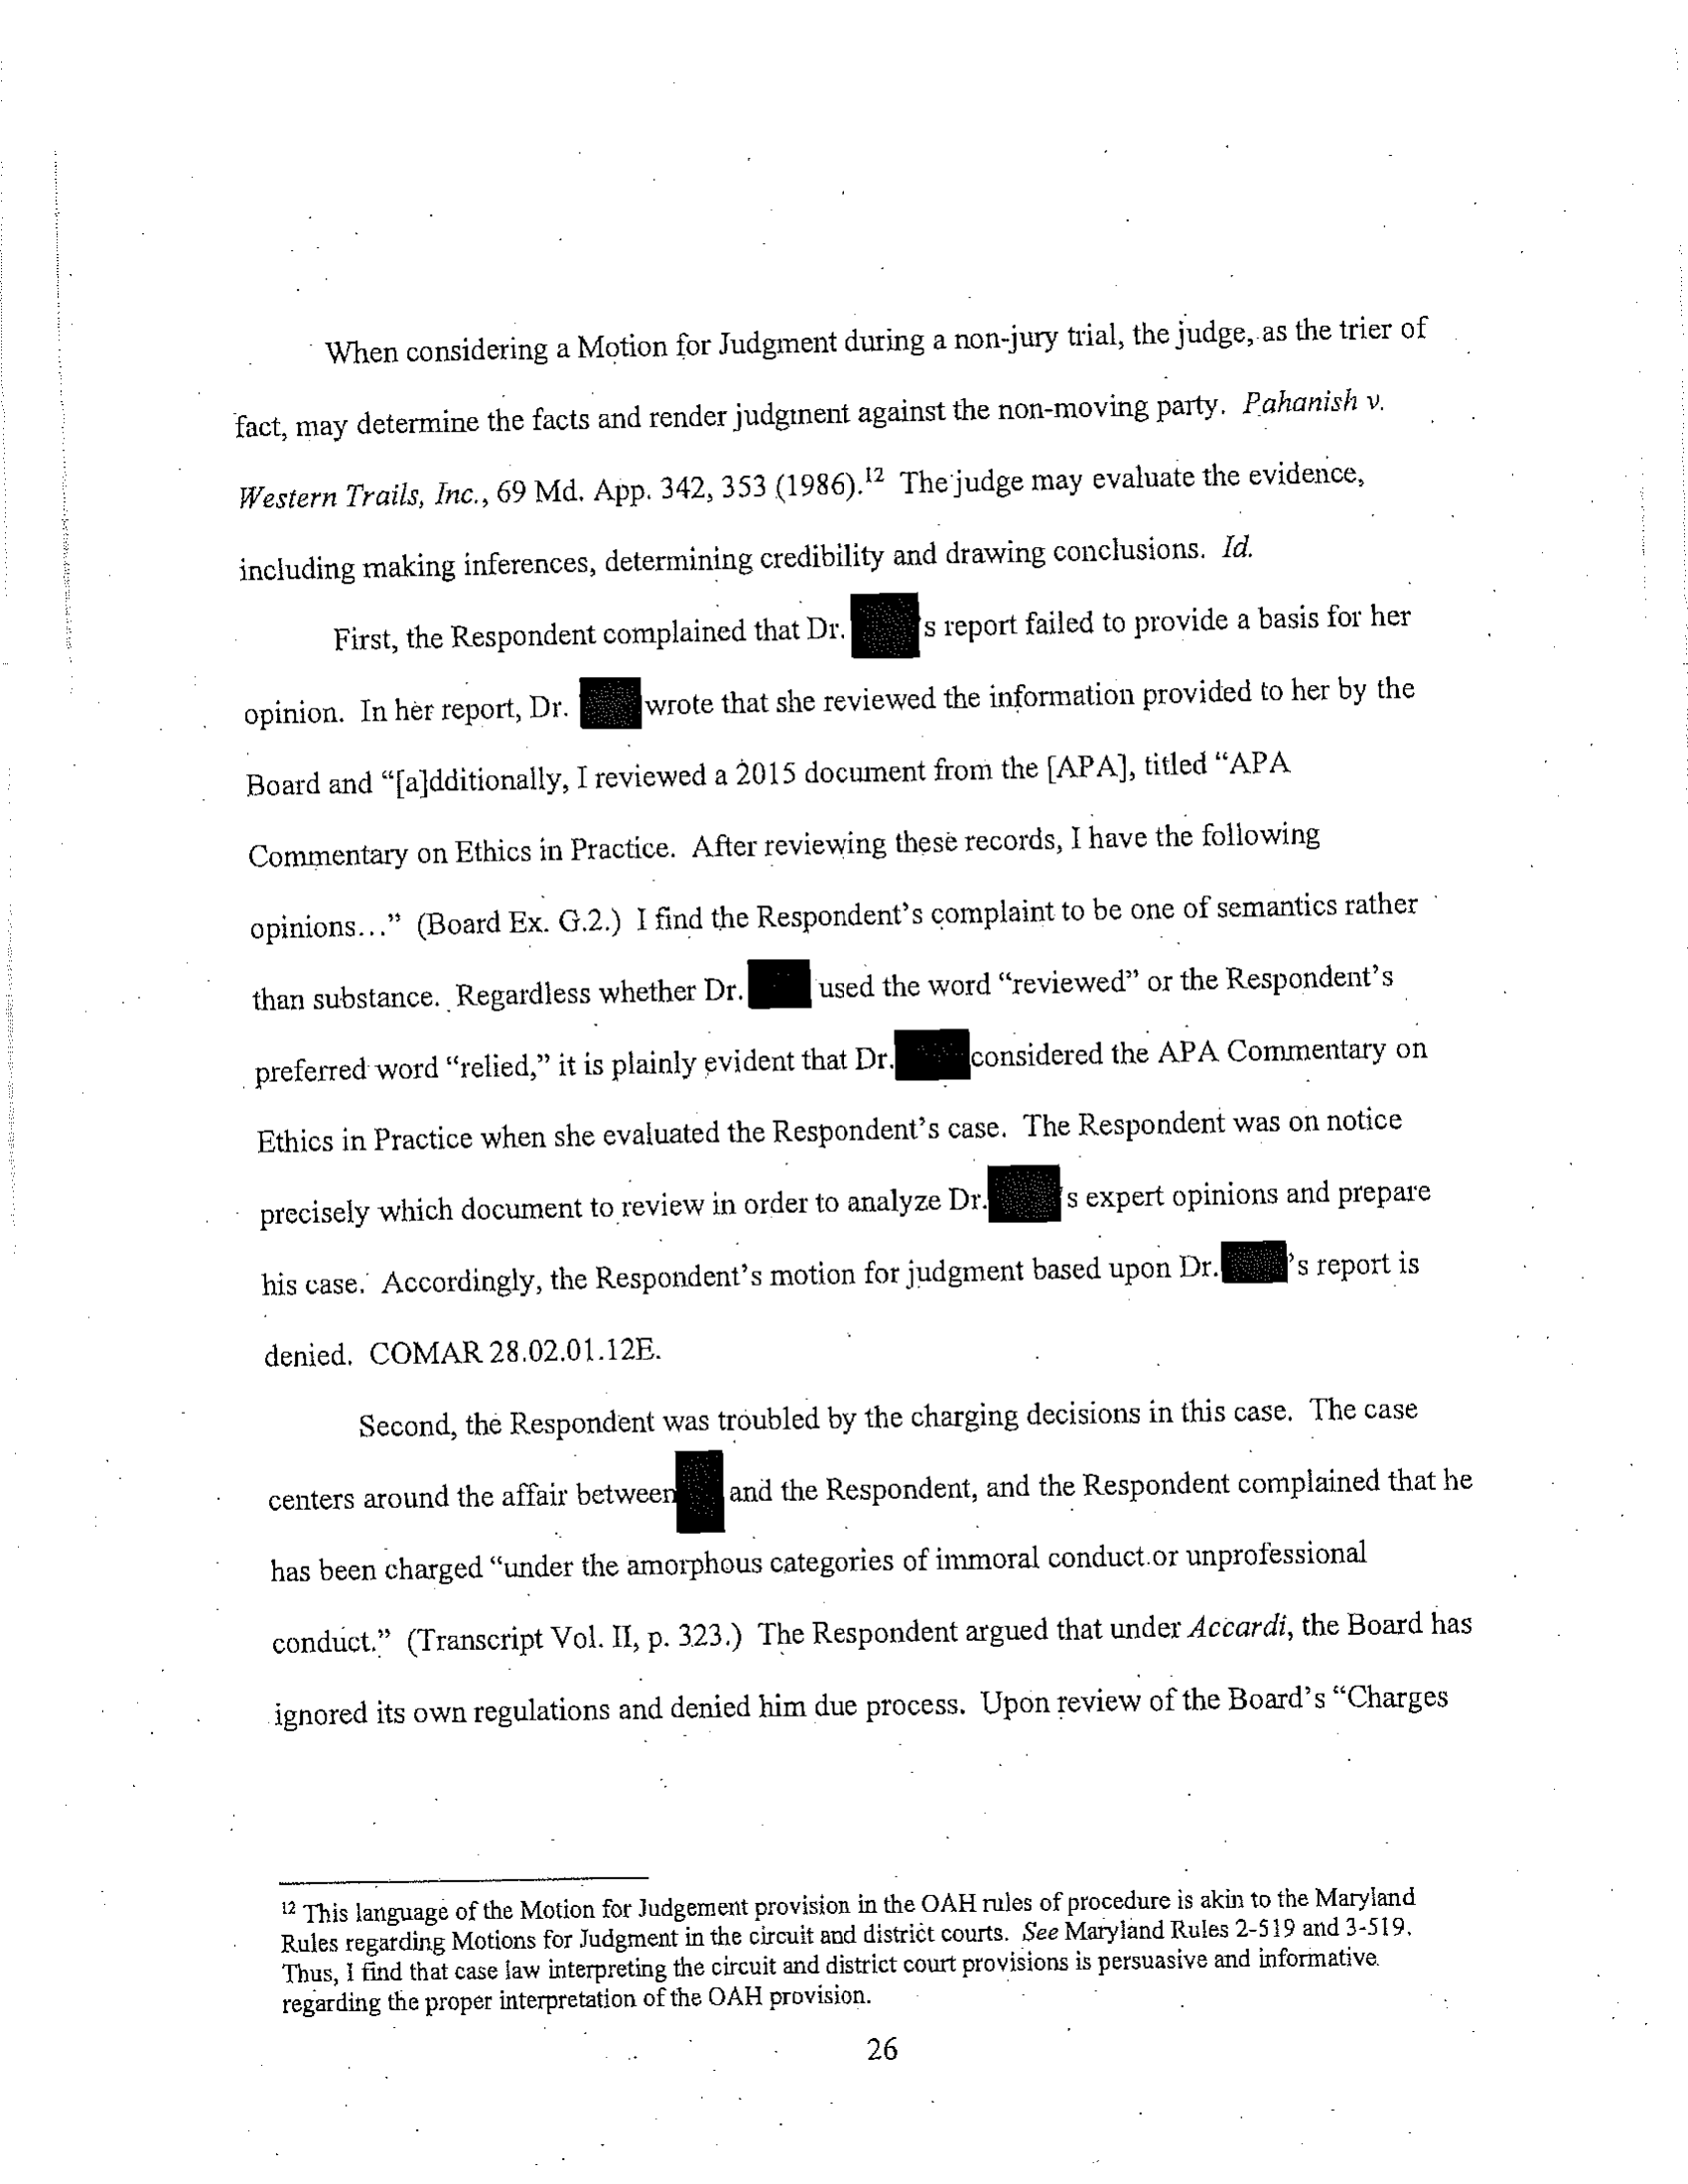 When considering a Motion for Judgment during a non-jury trial, the judge, as the trier of
fact, may determine the facts and render judgment against the non-moving party. Pahanish v.
Western Trails, Inc., 69 Md. App. 342, 353 (1986).12 The judge may evaluate the evidence,
including making inferences, determining credibility and drawing conclusions. Id.
First, the Respondent complained that Dr. 's report failed to provide a basis for her
opinion. In her report, Dr. wrote that she reviewed the information provided to her by the
Board and “[a]dditionally, I reviewed a 2015 document from the [APA], titled “APA
Commentary on Ethics in Practice. After reviewing these records, I have the following
opinions…” (Board Ex. G.2.) I find the Respondent’s complaint to be one of semantics rather
than substance. Regardless whether Dr. used the word “reviewed” or the Respondent’s
preferred word “relied,” it is plainly evident that Dr. considered the APA Commentary on
Ethics in Practice when she evaluated the Respondent’s case. The Respondent was on notice
precisely which document to review in order to analyze Dr. ’s expert opinions and prepare
his case. Accordingly, the Respondent’s motion for judgment based upon Dr. ’s report is
denied. COMAR 28.02.01.12E.
Second, the Respondent was troubled by the charging decisions in this case. The case
centers around the affair between and the Respondent, and the Respondent complained that he
has been charged “under the amorphous categories of immoral conduct or unprofessional
conduct.” (Transcript Vol. II, p. 323.) The Respondent argued that under Accardi, the Board has
ignored its own regulations and denied him due process. Upon review of the Board’s “Charges
12 This language of the Motion for Judgement provision in the OAH rules of procedure is akin to the Maryland
Rules regarding Motions for Judgment in the circuit and district courts. See Maryland Rules 2-519 and 3-519.
Thus, I find that case law interpreting the circuit and district court provisions is persuasive and informative
regarding the proper interpretation of the OAH provision.
26